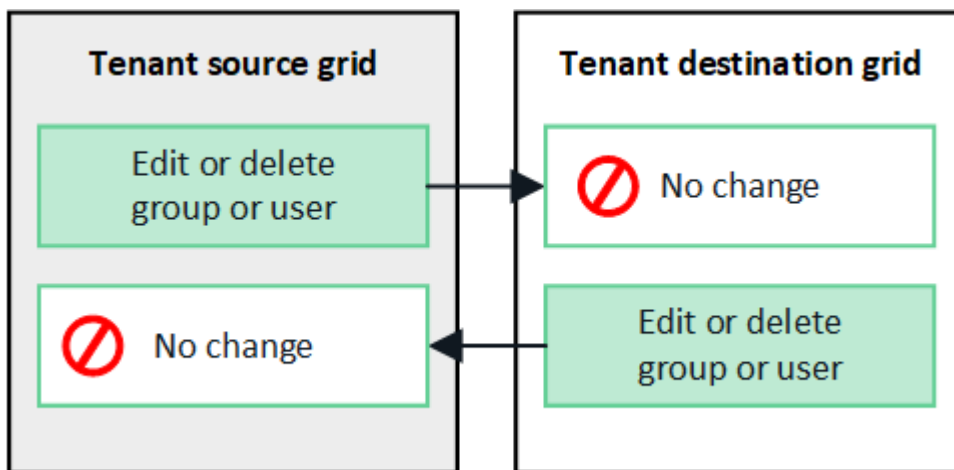 Tenant source grid
Edit or delete
group or user
No change
Tenant destination grid
No change
Edit or delete
group or user